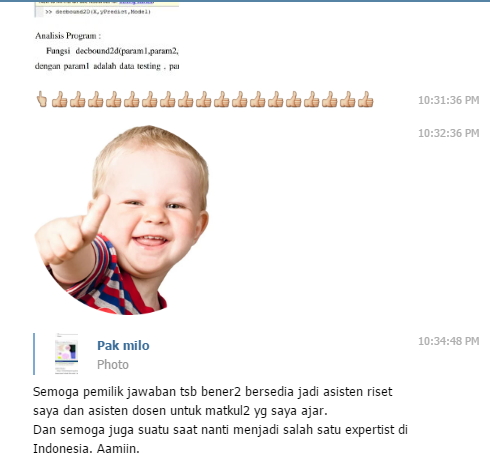 >> decbound2D(X,yPredict,Model)
Analisis Program :
Fungsi decbound2d(param1,param2,
dengan param1 adalah data testing , par
10:31:36 PM
10:32:36 PM
Pak milo
10:34:48 PM
Photo
Semoga pemilik jawaban tsb bener2 bersedia jadi asisten riset
saya dan asisten dosen untuk matkul2 yg saya ajar.
Dan semoga juga suatu saat nanti menjadi salah satu expertist di
Indonesia. Aamiin.